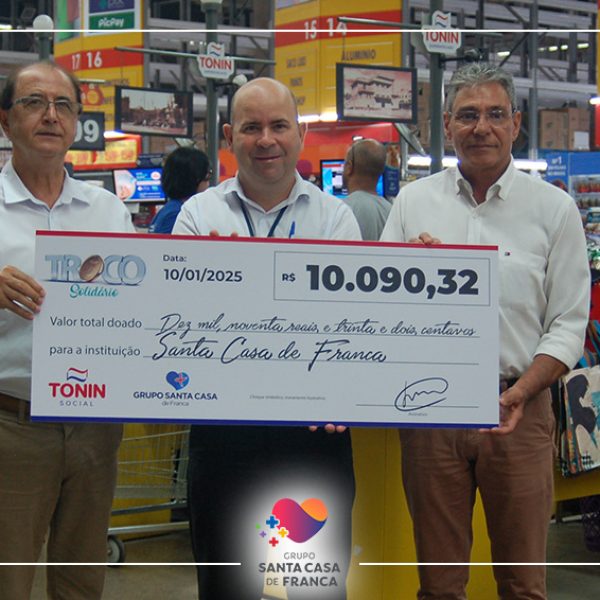 PicPay
17 16
TONIN
15 14
ALUMÍNIO
TONIN
09
TROCO
Solidário
Data:
10/01/2025
R$ 10.090,32
Valor total doado Dez mil, noventa reais, e trinta e dois, centavos
para a instituição Santa Casa de Franca
TONIN
SOCIAL
GRUPO SANTA CASA
de Franca
GRUPO
SANTA CASA
DE FRANCA